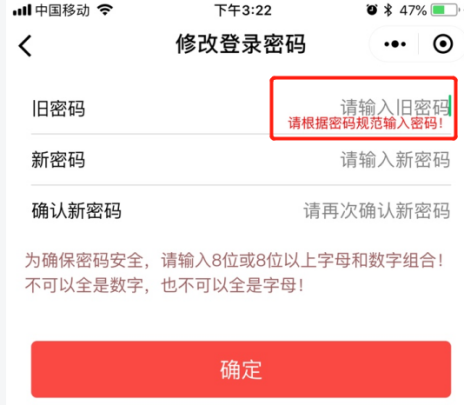 中国移动 下午3:22 47%
修改登录密码
旧密码 请输入旧密码
请根据密码规范输入密码！
新密码 请输入新密码
确认新密码 请再次确认新密码
为确保密码安全，请输入8位或8位以上字母和数字组合！
不可以全是数字，也不可以全是字母！
确定